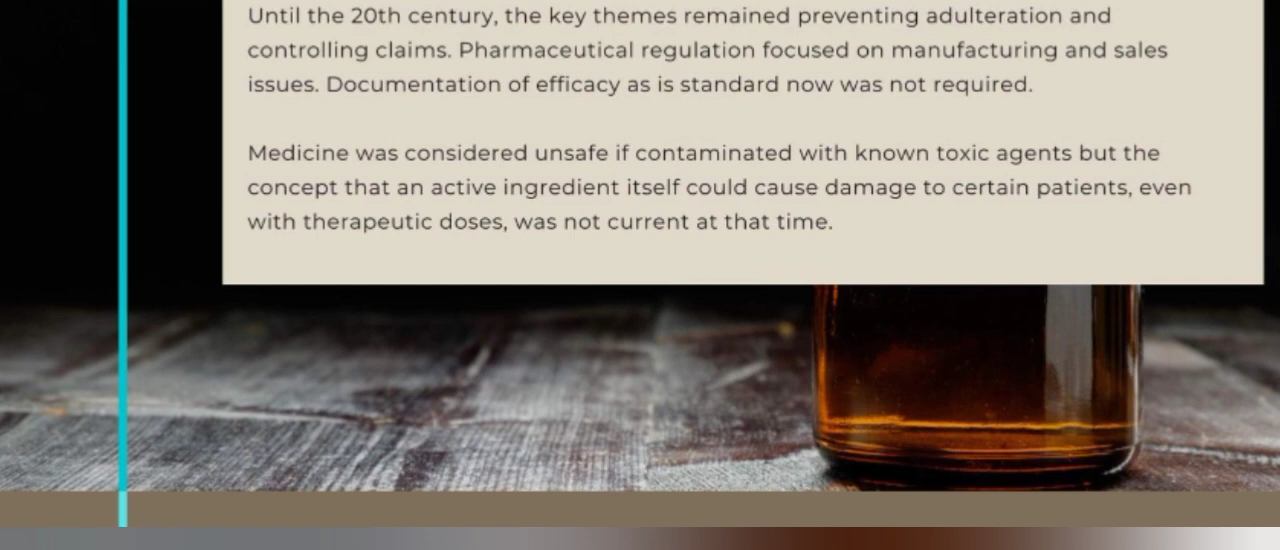 Until the 20th century, the key themes remained preventing adulteration and
controlling claims. Pharmaceutical regulation focused on manufacturing and sales
issues. Documentation of efficacy as is standard now was not required.
Medicine was considered unsafe if contaminated with known toxic agents but the
concept that an active ingredient itself could cause damage to certain patients, even
with therapeutic doses, was not current at that time.